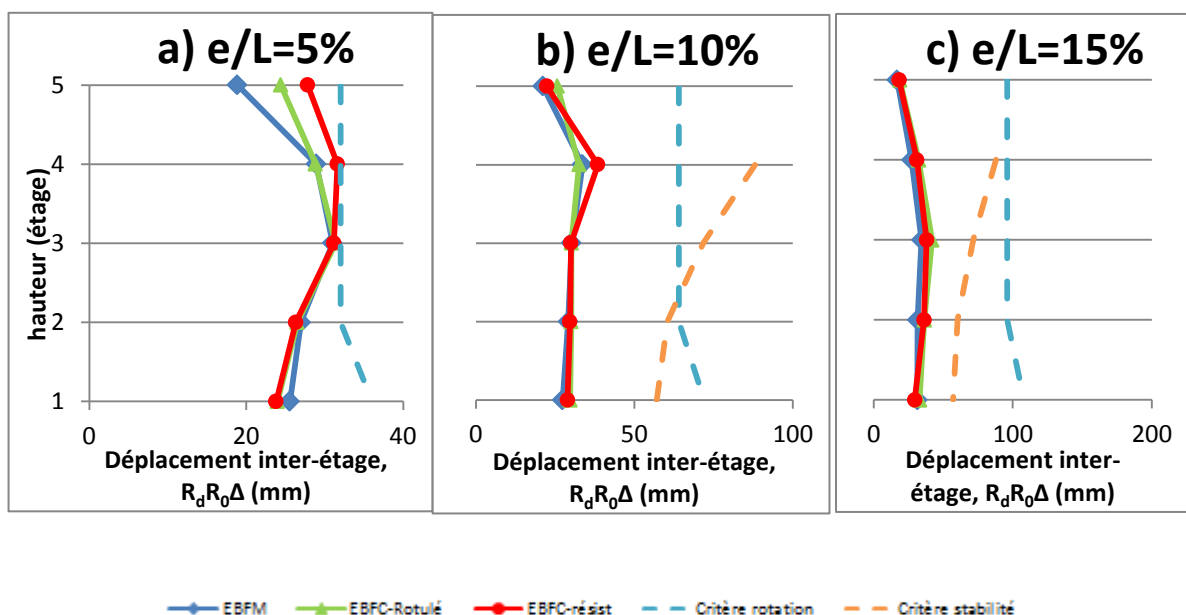 a) e/L=5%
b) e/L=10%
c) e/L=15%
hauteur (étage)
5
4
3
2
1
0
20
40
0
50
100
0
100
200
Déplacement inter-étage,
RdR0Δ (mm)
Déplacement inter-étage,
RdR0Δ (mm)
Déplacement inter-
étage, RdR0Δ (mm)
EBFM
EBFC-Rotulé
EBFC-résist
Critère rotation
Critère stabilité